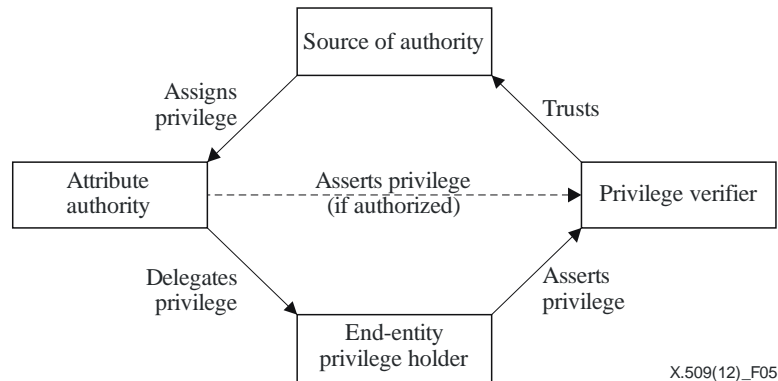 Source of authority
Assigns
privilege
Trusts
Attribute
authority
Asserts privilege
(if authorized)
Privilege verifier
Delegates
privilege
Asserts
privilege
End-entity
privilege holder
X.509(12)_F05